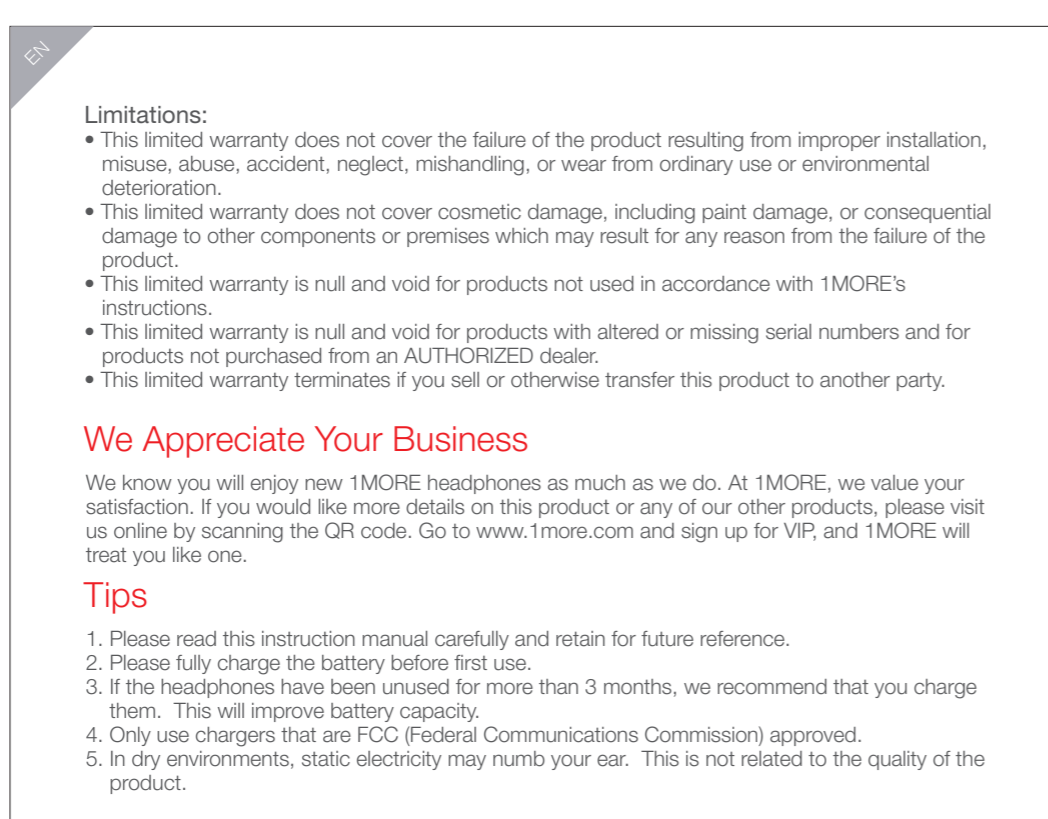 EN
Limitations:
• This limited warranty does not cover the failure of the product resulting from improper installation,
misuse, abuse, accident, neglect, mishandling, or wear from ordinary use or environmental
deterioration.
• This limited warranty does not cover cosmetic damage, including paint damage, or consequential
damage to other components or premises which may result for any reason from the failure of the
product.
• This limited warranty is null and void for products not used in accordance with 1MORE’s
instructions.
• This limited warranty is null and void for products with altered or missing serial numbers and for
products not purchased from an AUTHORIZED dealer.
• This limited warranty terminates if you sell or otherwise transfer this product to another party.
We Appreciate Your Business
We know you will enjoy new 1MORE headphones as much as we do. At 1MORE, we value your
satisfaction. If you would like more details on this product or any of our other products, please visit
us online by scanning the QR code. Go to www.1more.com and sign up for VIP, and 1MORE will
treat you like one.
Tips
1. Please read this instruction manual carefully and retain for future reference.
2. Please fully charge the battery before first use.
3. If the headphones have been unused for more than 3 months, we recommend that you charge
them.  This will improve battery capacity.
4. Only use chargers that are FCC (Federal Communications Commission) approved.
5. In dry environments, static electricity may numb your ear.  This is not related to the quality of the
product.